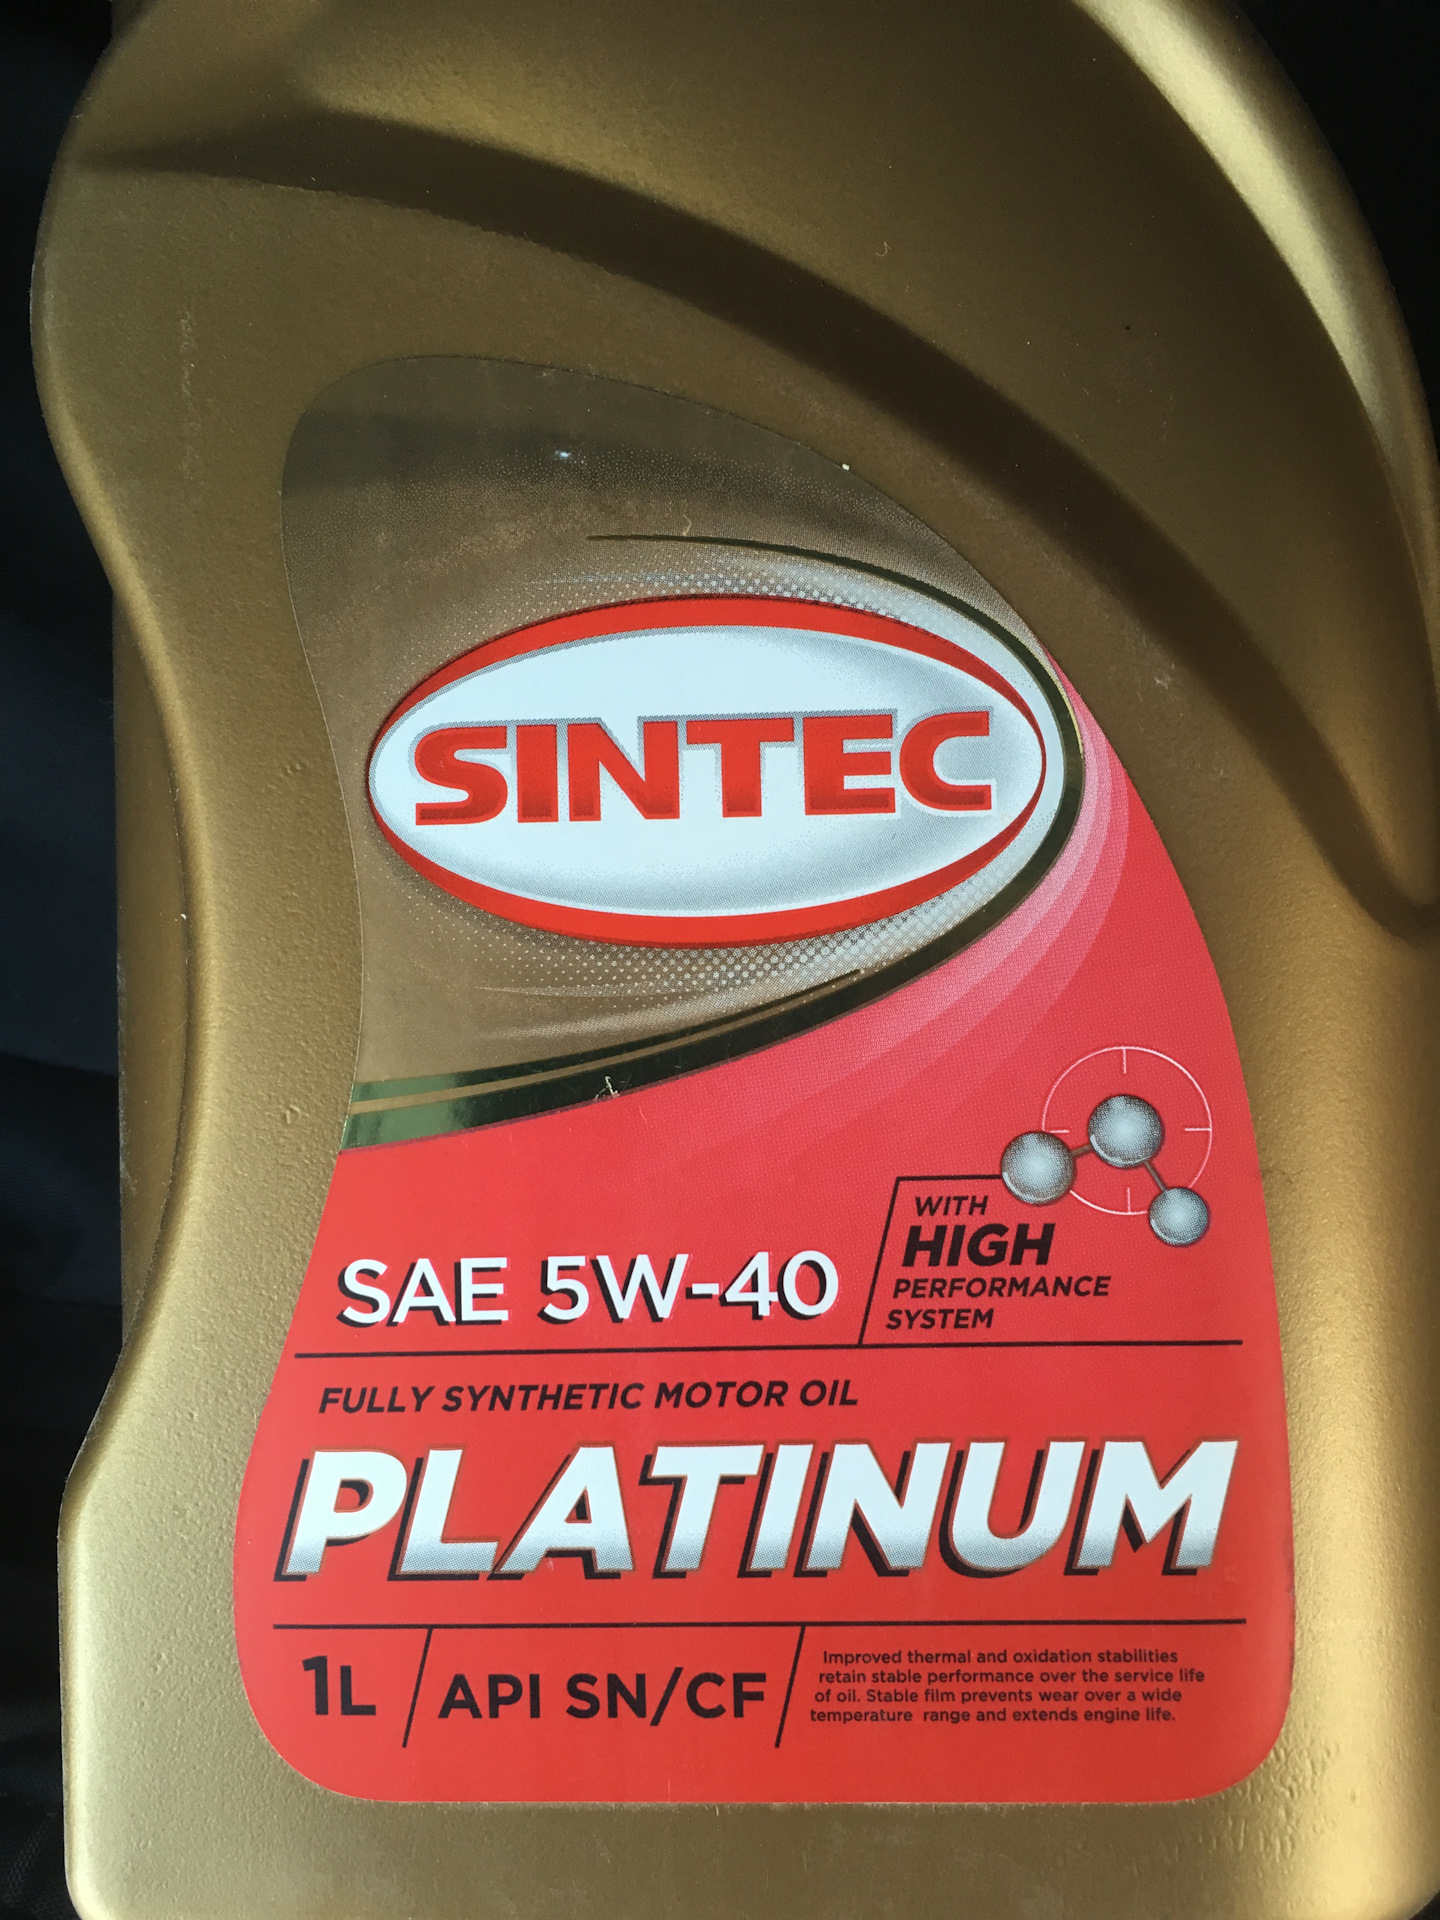 SINTEC
WITH
HIGH
PERFORMANCE
SYSTEM
SAE 5W-40
FULLY SYNTHETIC MOTOR OIL
PLATINUM
1L
API SN/CF
Improved thermal and oxidation stabilities
retain stable performance over the service life
of oil. Stable film prevents wear over a wide
temperature range and extends engine life.